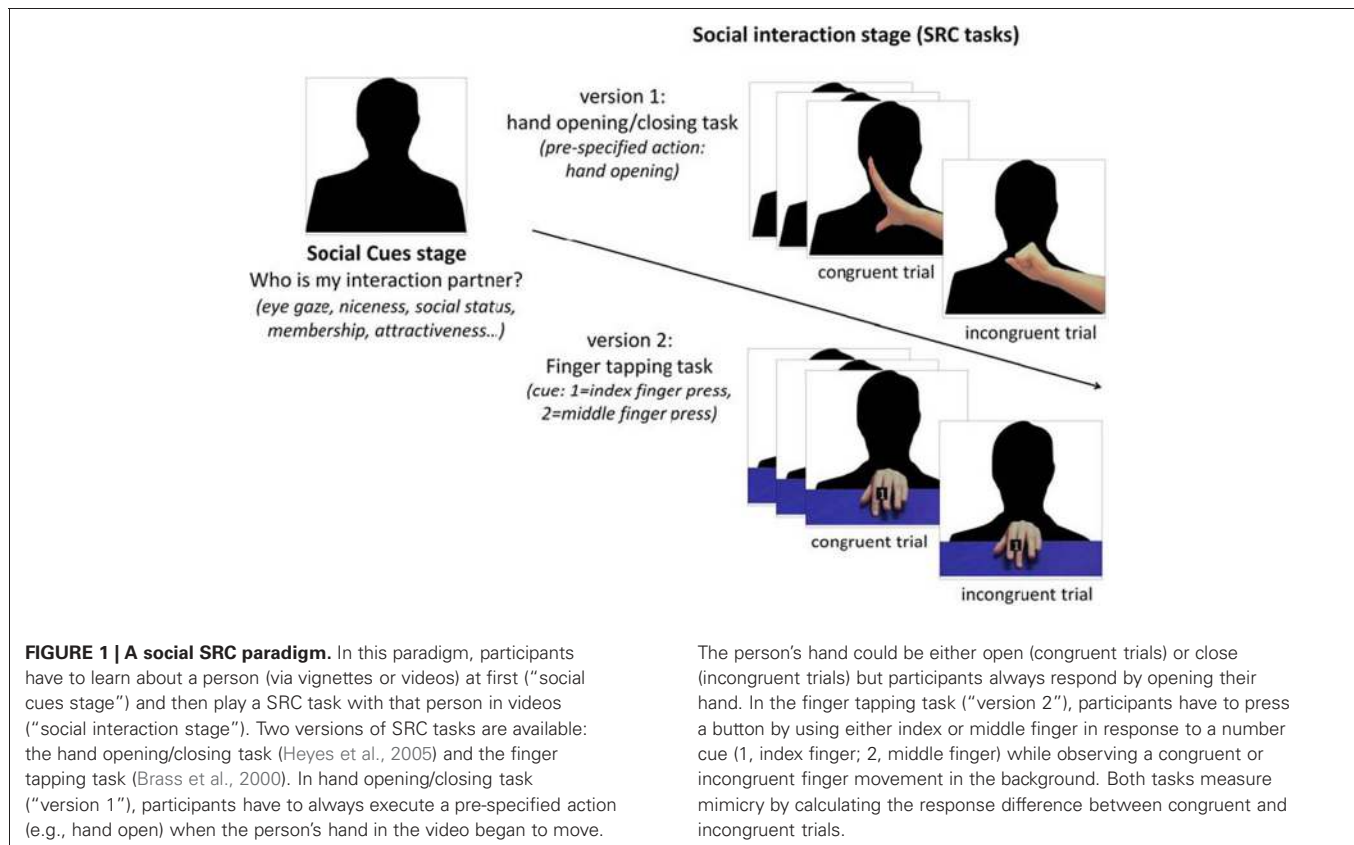 Social interaction stage (SRC tasks)
version 1:
hand opening/closing task
(pre-specified action:
hand opening)
Social Cues stage
Who is my interaction partner?
(eye gaze, niceness, social status,
membership, attractiveness...)
congruent trial
incongruent trial
version 2:
Finger tapping task
(cue: 1=index finger press,
2=middle finger press)
1
congruent trial
1
incongruent trial
FIGURE 1 | A social SRC paradigm. In this paradigm, participants
have to learn about a person (via vignettes or videos) at first ("social
cues stage") and then play a SRC task with that person in videos
("social interaction stage"). Two versions of SRC tasks are available:
the hand opening/closing task (Heyes et al., 2005) and the finger
tapping task (Brass et al., 2000). In hand opening/closing task
("version 1"), participants have to always execute a pre-specified action
(e.g., hand open) when the person's hand in the video began to move.
The person's hand could be either open (congruent trials) or close
(incongruent trials) but participants always respond by opening their
hand. In the finger tapping task ("version 2"), participants have to press
a button by using either index or middle finger in response to a number
cue (1, index finger; 2, middle finger) while observing a congruent or
incongruent finger movement in the background. Both tasks measure
mimicry by calculating the response difference between congruent and
incongruent trials.